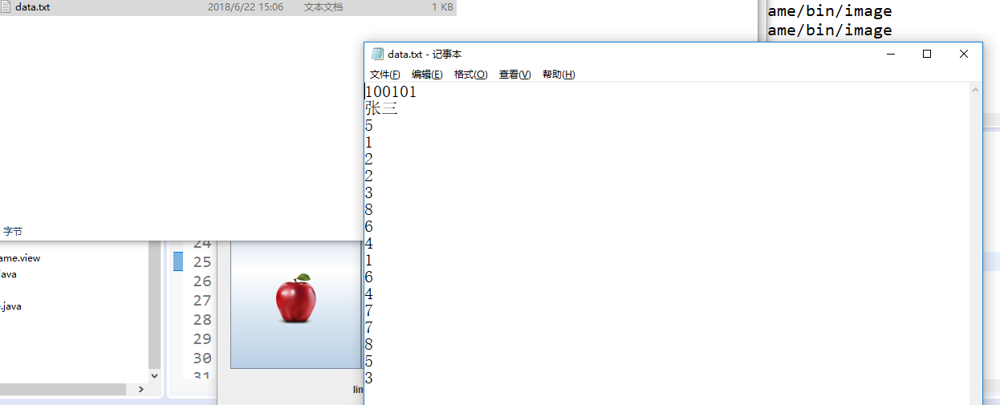 data.txt 2018/6/22 15:06 文本文档 1 KB
ame/bin/image
ame/bin/image
data.txt - 记事本
文件(F) 编辑(E) 格式(O) 查看(V) 帮助(H)
100101
张三
5
1
2
2
3
8
6
4
1
6
4
7
7
8
5
3
字节
ame.view
ava
.java
24
25
26
27
28
29
30
31
lin